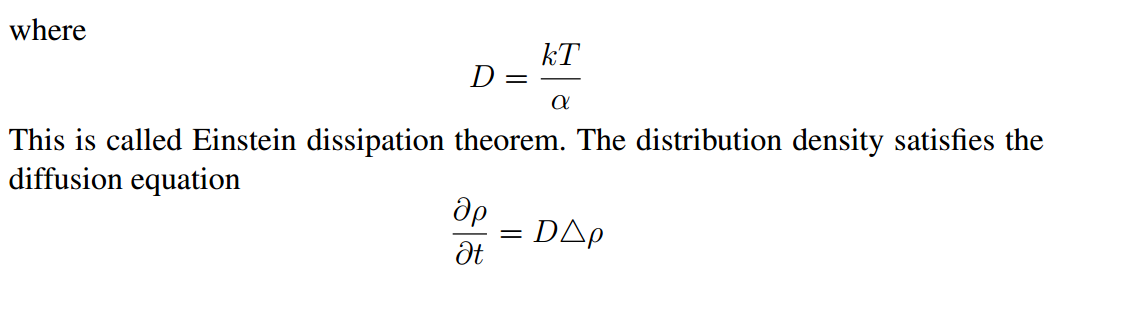 where
D = kT / α
This is called Einstein dissipation theorem. The distribution density satisfies the
diffusion equation
∂ρ / ∂t = D△ρ